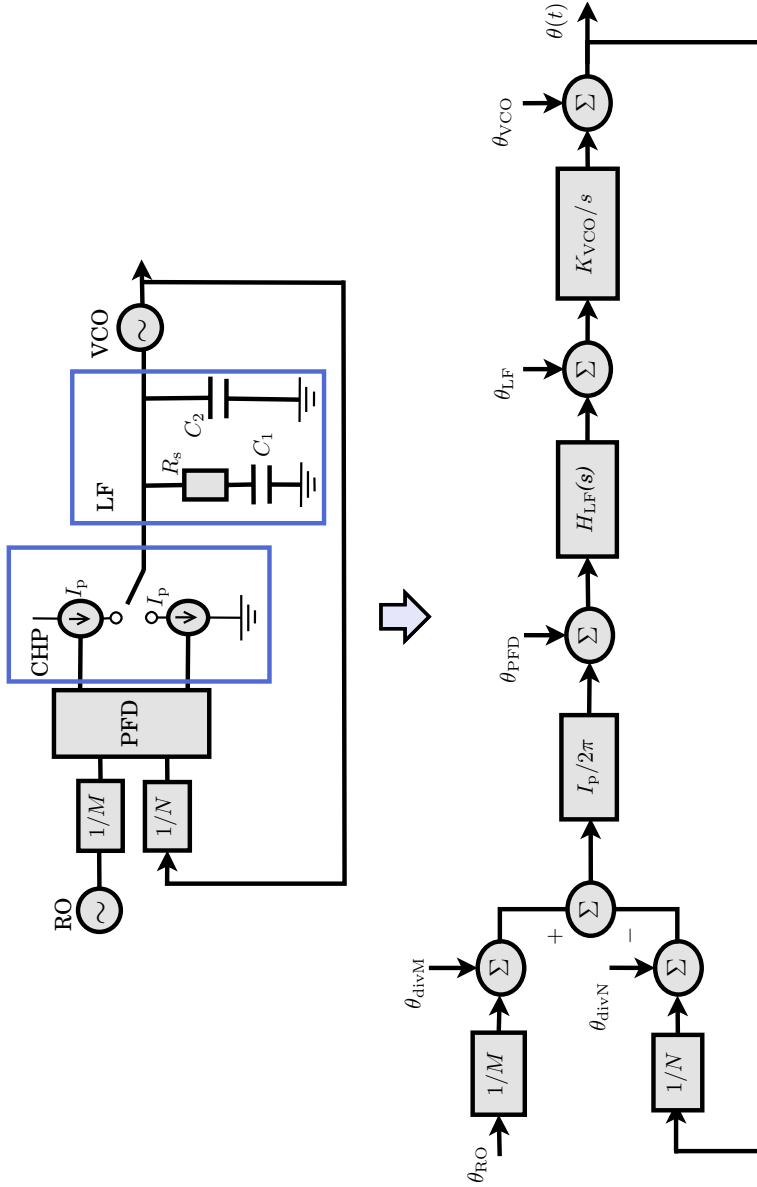 RO
~
1/M
1/N
PFD
CHP
I_p
I_p
LF
R_s
C_1
C_2
VCO
~
θ_RO
1/M
θ_divM
Σ
1/N
θ_divN
Σ
+
−
Σ
I_p/2π
θ_PFD
Σ
H_LF(s)
θ_LF
Σ
K_VCO/s
θ_VCO
Σ
θ(t)